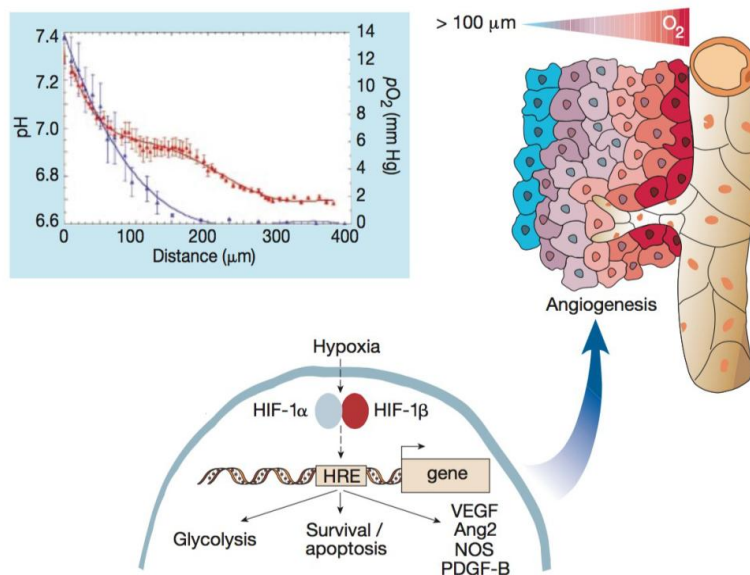 7.4
7.2
7.0
6.8
6.6
pH
14
12
10
8
6
4
2
0
pO₂ (mm Hg)
0 100 200 300 400
Distance (μm)
> 100 μm
O₂
Angiogenesis
Hypoxia
HIF-1α HIF-1β
HRE gene
Glycolysis
Survival /
apoptosis
VEGF
Ang2
NOS
PDGF-B